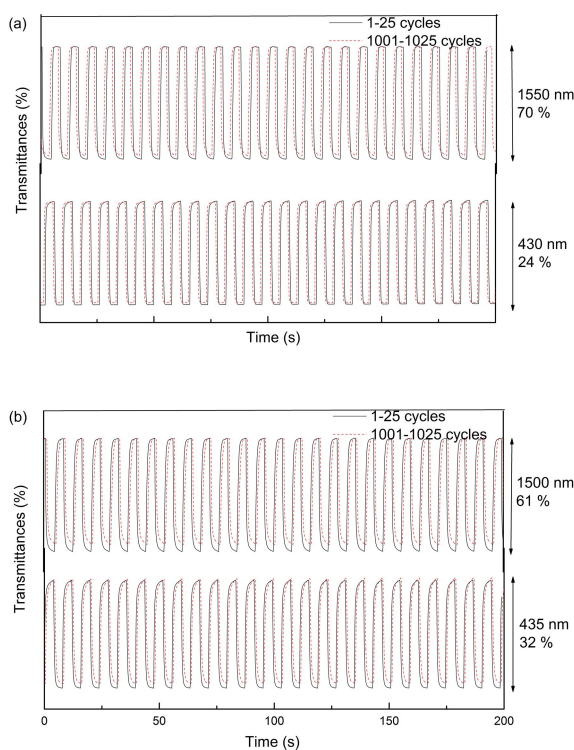 (a)
1-25 cycles
1001-1025 cycles
Transmittances (%)
1550 nm
70 %
430 nm
24 %
Time (s)
(b)
1-25 cycles
1001-1025 cycles
Transmittances (%)
1500 nm
61 %
435 nm
32 %
0 50 100 150 200
Time (s)